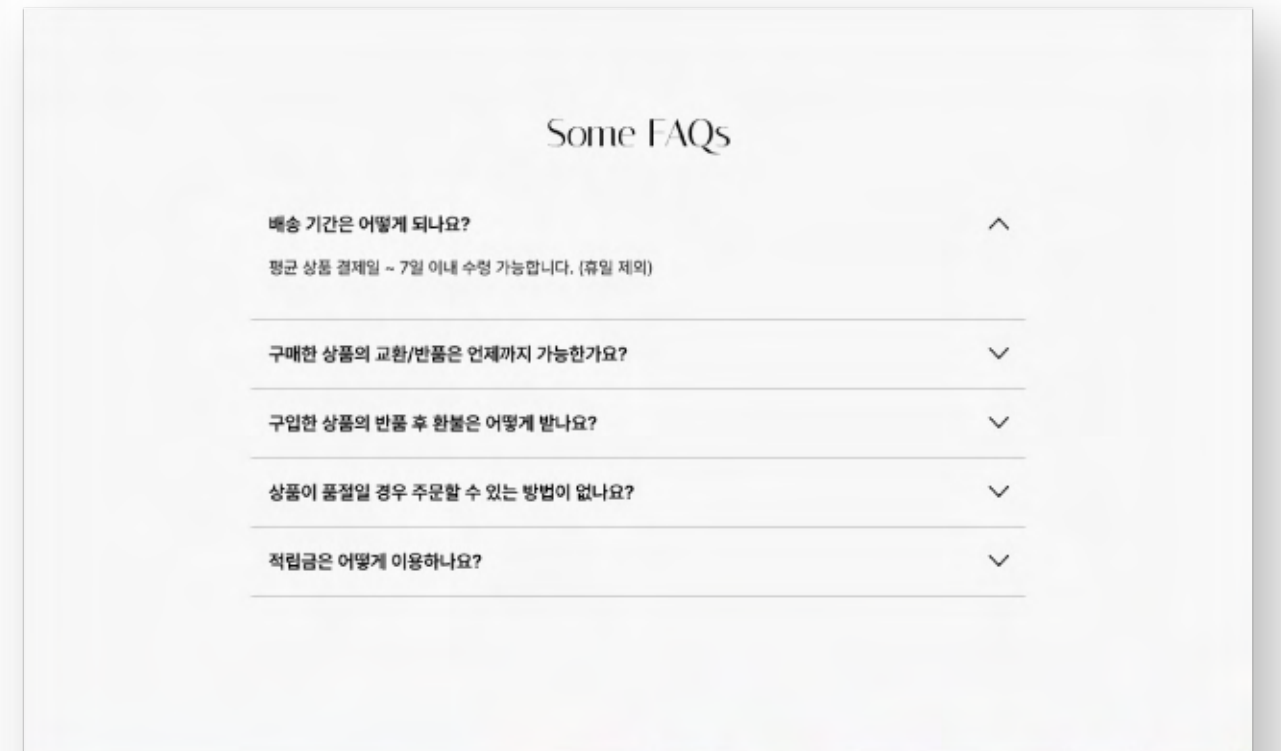 Some FAQs
배송 기간은 어떻게 되나요?
평균 상품 결제일 ~ 7일 이내 수령 가능합니다. (휴일 제외)
구매한 상품의 교환/반품은 언제까지 가능한가요?
구입한 상품의 반품 후 환불은 어떻게 받나요?
상품이 품절일 경우 주문할 수 있는 방법이 없나요?
적립금은 어떻게 이용하나요?